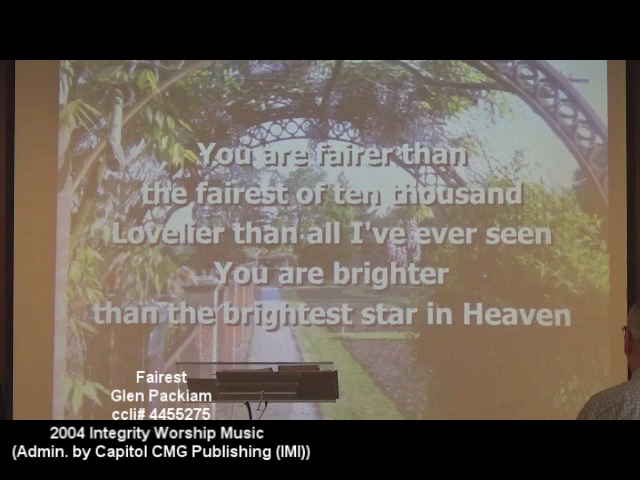 You are fairer than
the fairest of ten thousand
Lovelier than all I've ever seen
You are brighter
than the brightest star in Heaven
Fairest
Glen Packiam
ccli# 4455275
2004 Integrity Worship Music
(Admin. by Capitol CMG Publishing (IMI))